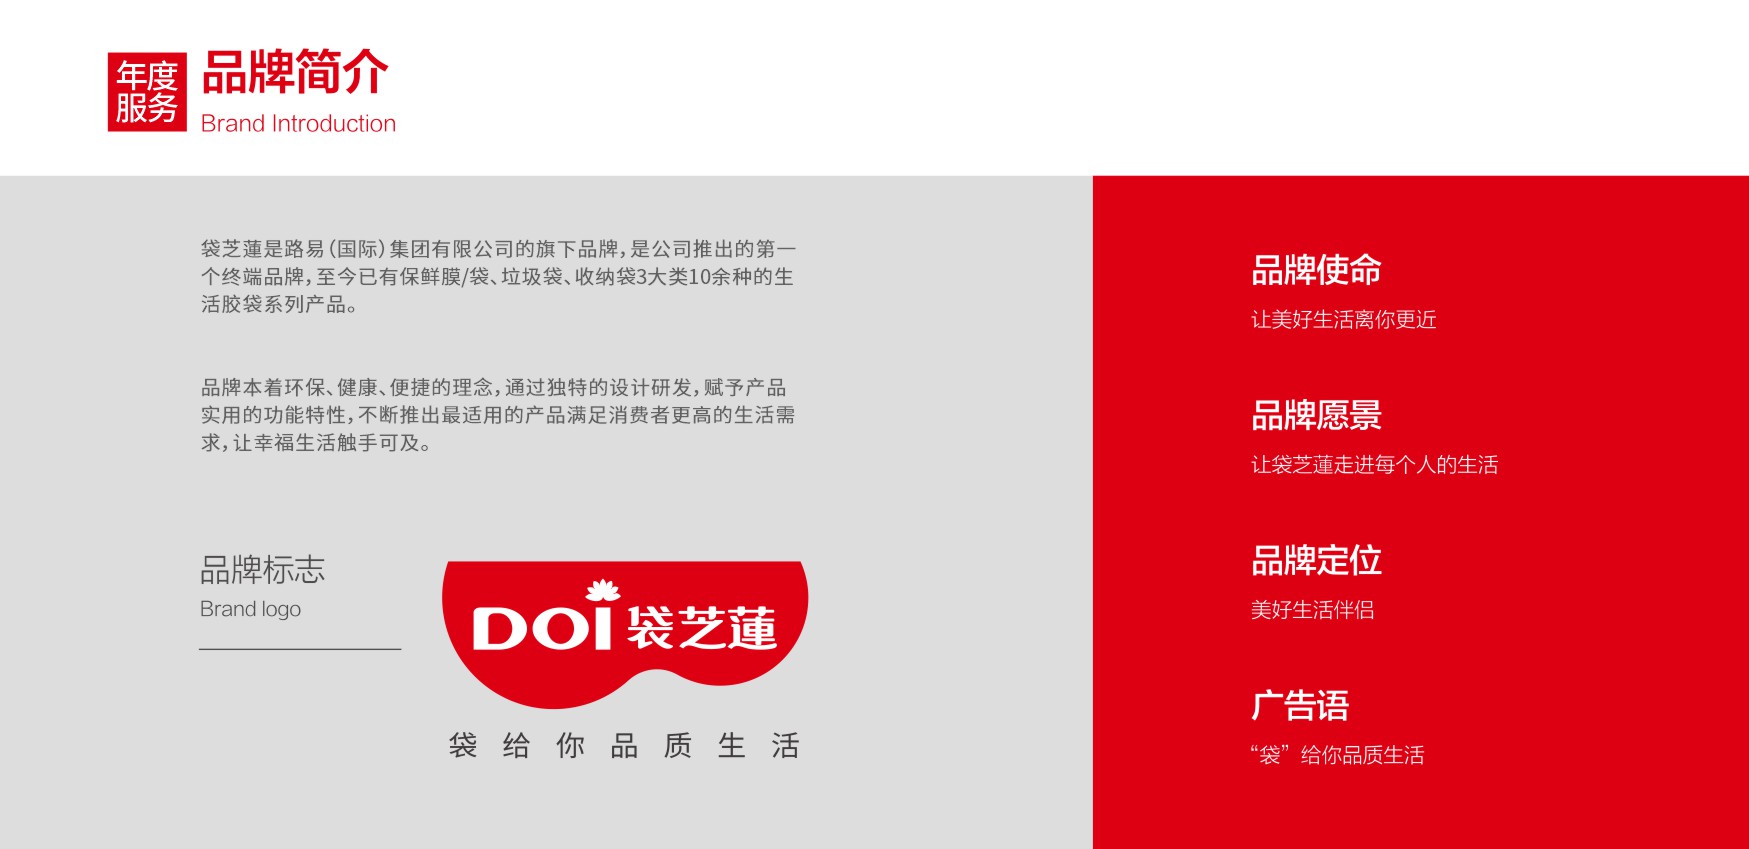 年度
服务
品牌简介
Brand Introduction
袋芝蓮是路易(国际)集团有限公司的旗下品牌,是公司推出的第一
个终端品牌,至今已有保鲜膜/袋、垃圾袋、收纳袋3大类10余种的生
活胶袋系列产品。
品牌本着环保、健康、便捷的理念,通过独特的设计研发,赋予产品
实用的功能特性,不断推出最适用的产品满足消费者更高的生活需
求,让幸福生活触手可及。
品牌标志
Brand logo
DOI 袋芝蓮
袋给你品质生活
品牌使命
让美好生活离你更近
品牌愿景
让袋芝蓮走进每个人的生活
品牌定位
美好生活伴侣
广告语
“袋”给你品质生活